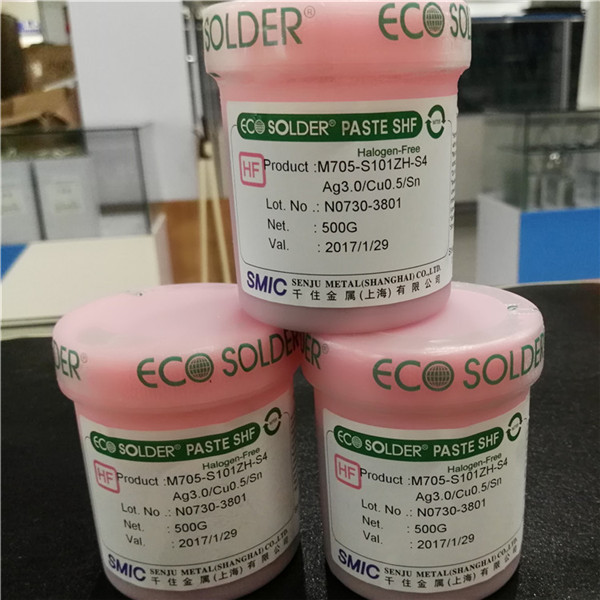 SOLDER® ECO S
ECO SOLDER® PASTE SHF
Halogen-Free
HF Product :M705-S101ZH-S4
Ag3.0/Cu0.5/Sn
Lot. No .: N0730-3801
Net. : 500G
Val. : 2017/1/29
SMIC SENJU METAL(SHANGHAI)CO.,LTD.
千住金属(上海)有限公司
SOLDER® ECO SOLDER
ECO SOLDER® PASTE SHF
Halogen-Free
HF Product :M705-S101ZH-S4
Ag3.0/Cu0.5/Sn
Lot. No .: N0730-3801
Net. : 500G
Val. : 2017/1/29
SMIC SENJU METAL(SHANGHAI)CO.,LTD.
千住金属(上海)有限公司
ER® ECO SOLDER
ECO SOLDER® PASTE SHF
Halogen-Free
HF Product :M705-S101ZH-S4
Ag3.0/Cu0.5/Sn
Lot. No .: N0730-3801
Net. : 500G
Val. : 2017/1/29
SMIC SENJU METAL(SHANGHAI)CO.,LTD.
千住金属(上海)有限公司